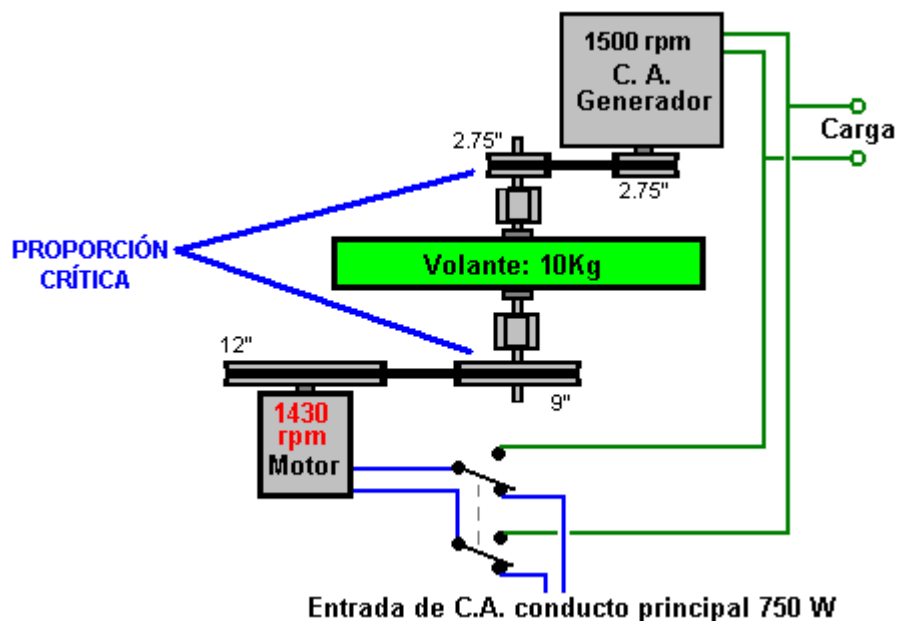 1500 rpm
C. A.
Generador
2.75"
Carga
2.75"
PROPORCIÓN
CRÍTICA
Volante: 10Kg
12"
9"
1430
rpm
Motor
Entrada de C.A. conducto principal 750 W